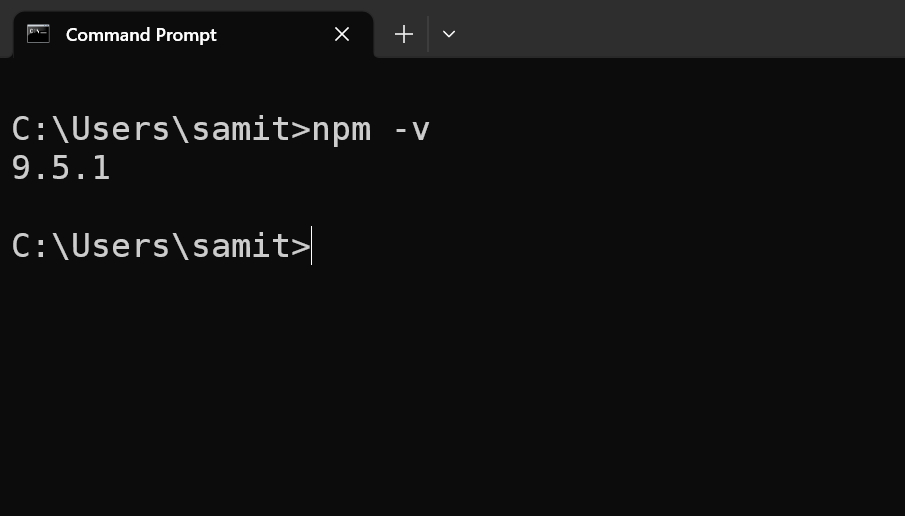 Command Prompt
C:\Users\samit>npm -v
9.5.1
C:\Users\samit>